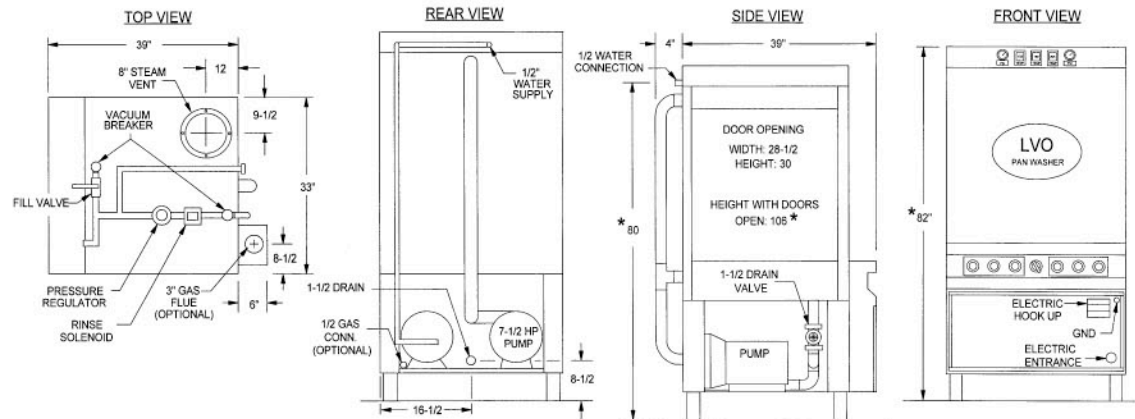 TOP VIEW
39"
8" STEAM
VENT
12
9-1/2
VACUUM
BREAKER
FILL VALVE
33"
8-1/2
PRESSURE
REGULATOR
3" GAS
FLUE
(OPTIONAL)
6"
RINSE
SOLENOID
REAR VIEW
1/2"
WATER
SUPPLY
1-1/2 DRAIN
1/2 GAS
CONN.
(OPTIONAL)
7-1/2 HP
PUMP
8-1/2
16-1/2
SIDE VIEW
4"
39"
1/2 WATER
CONNECTION
DOOR OPENING
WIDTH: 28-1/2
HEIGHT: 30
HEIGHT WITH DOORS
OPEN: 106 *
* 80
1-1/2 DRAIN
VALVE
PUMP
FRONT VIEW
LVO
PAN WASHER
* 82"
ELECTRIC
HOOK UP
GND
ELECTRIC
ENTRANCE